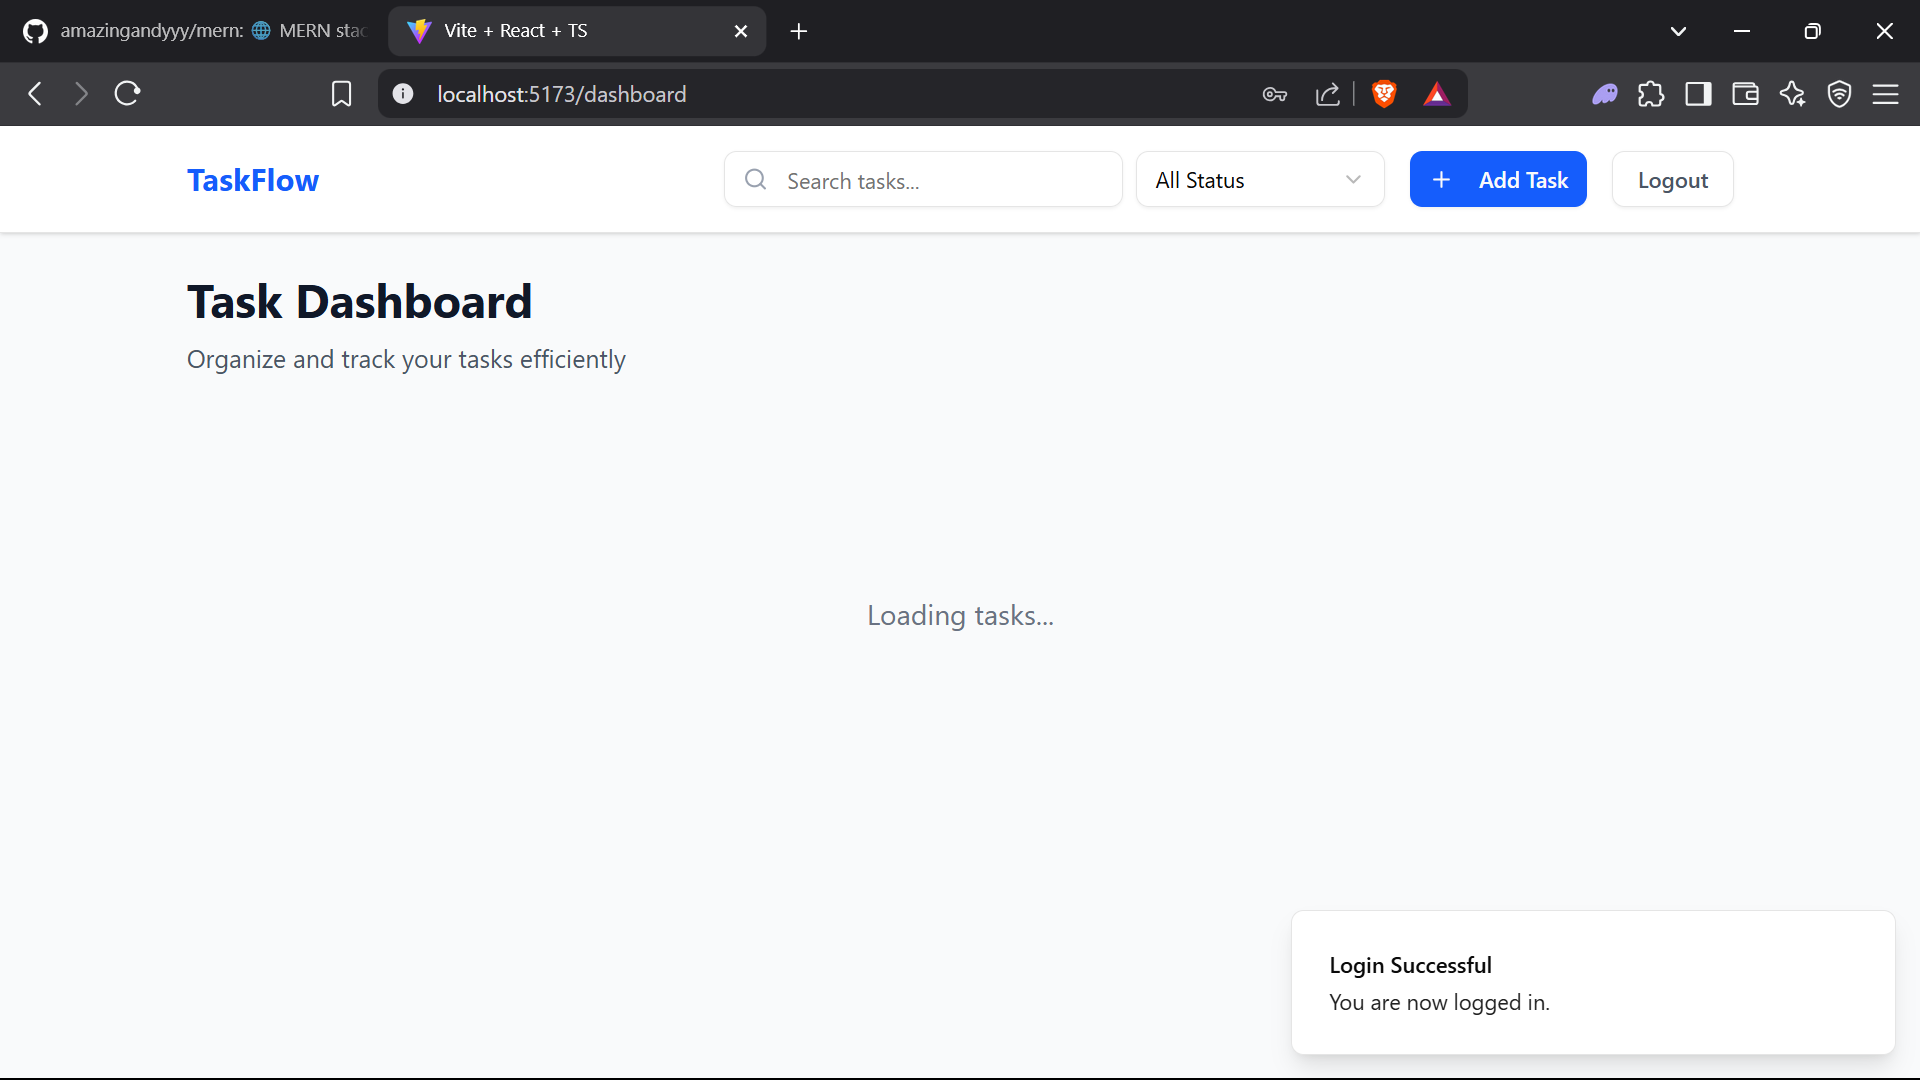 amazingandyyy/mern: 🌐 MERN stac
Vite + React + TS
localhost:5173/dashboard
TaskFlow
Search tasks...
All Status
+ Add Task
Logout
Task Dashboard
Organize and track your tasks efficiently
Loading tasks...
Login Successful
You are now logged in.